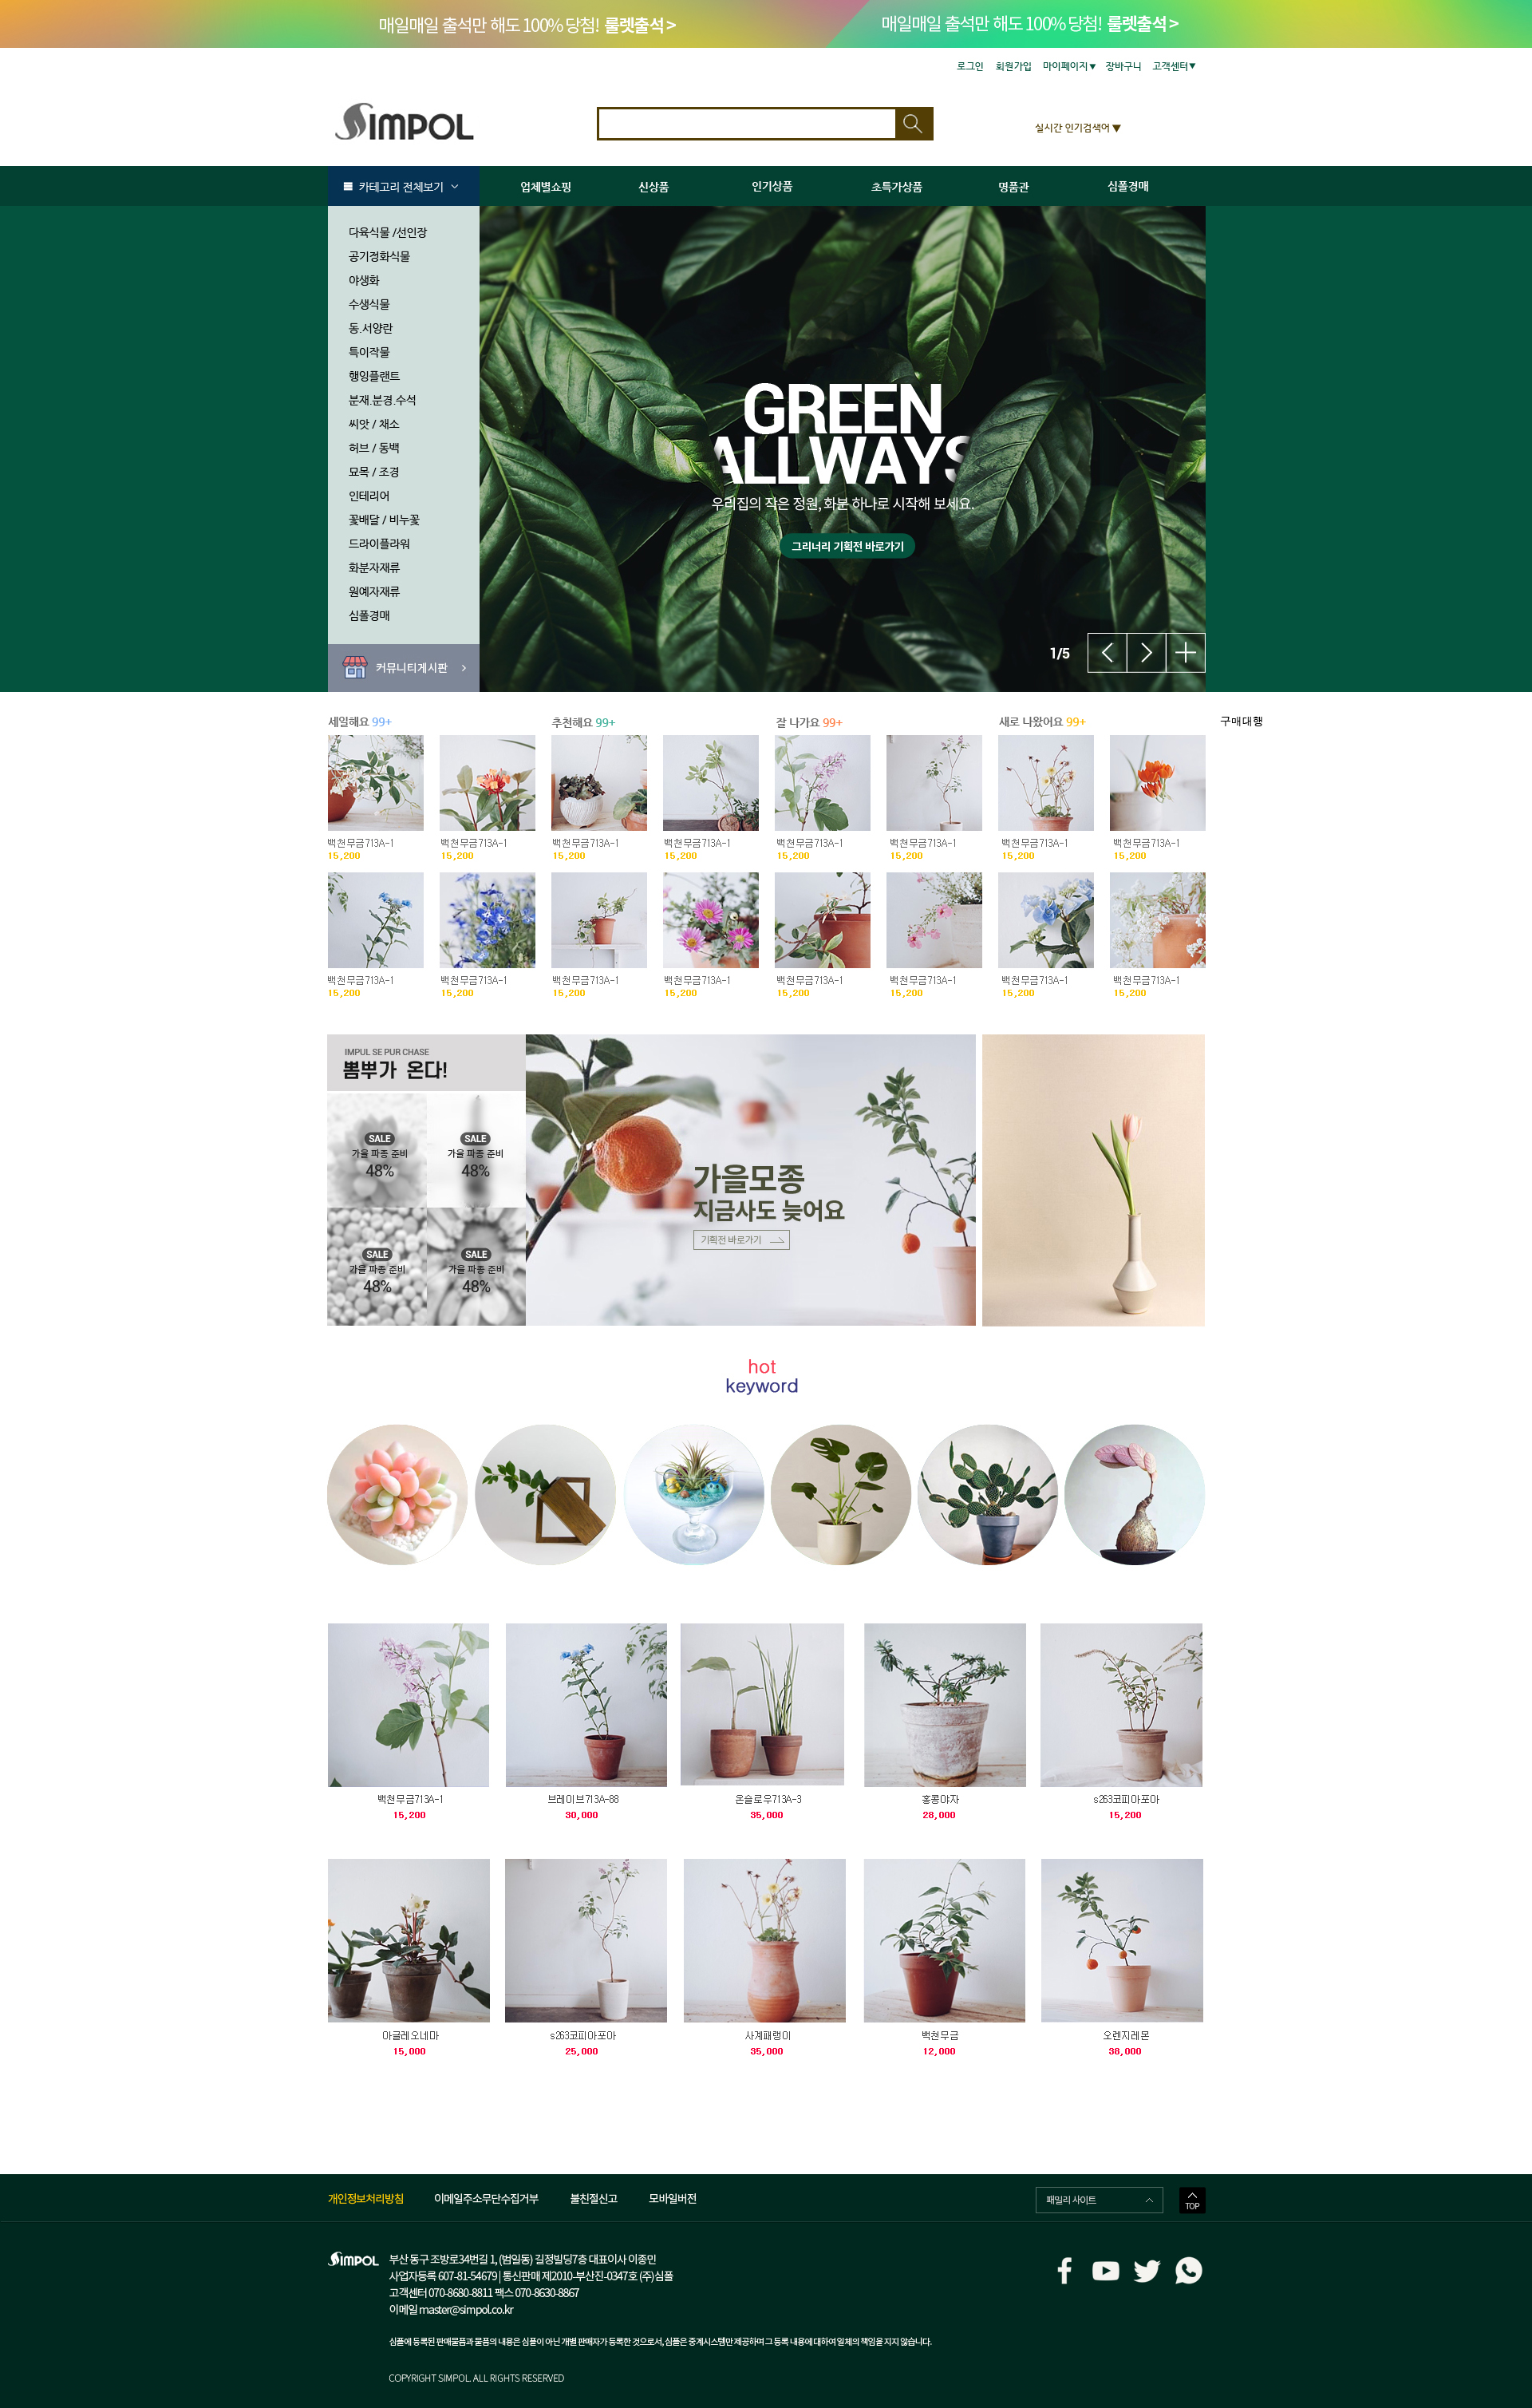 매일매일 출석만 해도 100% 당첨! 룰렛출석 >
매일매일 출석만 해도 100% 당첨! 룰렛출석 >
로그인 회원가입 마이페이지▼ 장바구니 고객센터▼
SIMPOL
실시간 인기검색어 ▼
카테고리 전체보기 업체별쇼핑 신상품 인기상품 초특가상품 명품관 심폴경매
다육식물 /선인장
공기정화식물
야생화
수생식물
동.서양란
특이작물
행잉플랜트
분재.분경.수석
씨앗 / 채소
허브 / 동백
묘목 / 조경
인테리어
꽃배달 / 비누꽃
드라이플라워
화분자재류
원예자재류
심폴경매
커뮤니티게시판 >
GREEN
ALLWAYS
우리집의 작은 정원, 화분 하나로 시작해 보세요.
그리너리 기획전 바로가기
1/5
세일해요 99+ 추천해요 99+ 잘 나가요 99+ 새로 나왔어요 99+ 구매대행
백천무금713A-1 백천무금713A-1 백천무금713A-1 백천무금713A-1 백천무금713A-1 백천무금713A-1 백천무금713A-1 백천무금713A-1
15,200 15,200 15,200 15,200 15,200 15,200 15,200 15,200
백천무금713A-1 백천무금713A-1 백천무금713A-1 백천무금713A-1 백천무금713A-1 백천무금713A-1 백천무금713A-1 백천무금713A-1
15,200 15,200 15,200 15,200 15,200 15,200 15,200 15,200
IMPUL SE PUR CHASE
뽐뿌가 온다!
SALE SALE
가을 파종 준비 가을 파종 준비
48% 48%
SALE SALE
가을 파종 준비 가을 파종 준비
48% 48%
가을모종
지금사도 늦어요
기획전 바로가기
hot
keyword
백천무금713A-1 브레이브713A-88 온슬로우713A-3 홍콩야자 s263코피아포아
15,200 30,000 35,000 28,000 15,200
아글레오네마 s263코피아포아 사계패랭이 백천무금 오렌지레몬
15,000 25,000 35,000 12,000 38,000
개인정보처리방침 이메일주소무단수집거부 불친절신고 모바일버전 패밀리 사이트 TOP
SIMPOL 부산 동구 조방로34번길 1, (범일동) 길정빌딩7층 대표이사 이종인
사업자등록 607-81-54679 | 통신판매 제2010-부산진-0347호 (주)심폴
고객센터 070-8680-8811 팩스 070-8630-8867
이메일 master@simpol.co.kr
심폴에 등록된 판매물품과 물품의 내용은 심폴이 아닌 개별 판매자가 등록한 것으로서, 심폴은 중계시스템만 제공하며 그 등록 내용에 대하여 일체의 책임을 지지 않습니다.
COPYRIGHT SIMPOL. ALL RIGHTS RESERVED